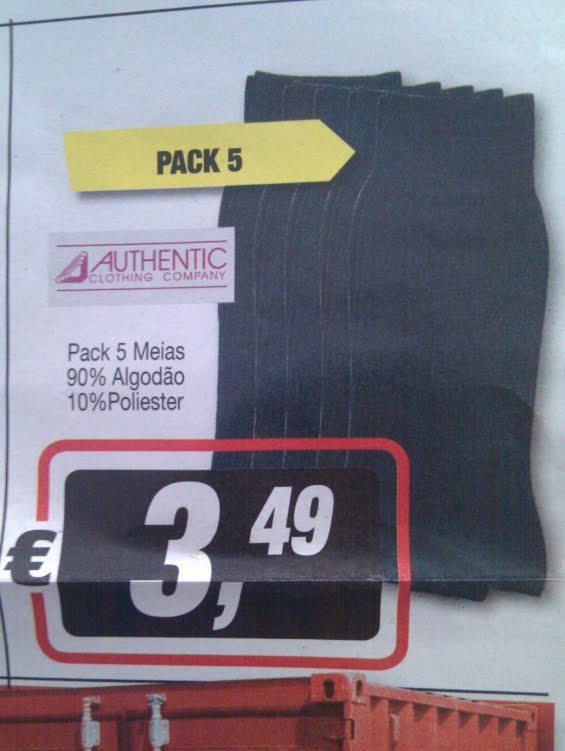 PACK 5
AUTHENTIC
CLOTHING COMPANY
Pack 5 Meias
90% Algodão
10%Poliester
€ 3,49